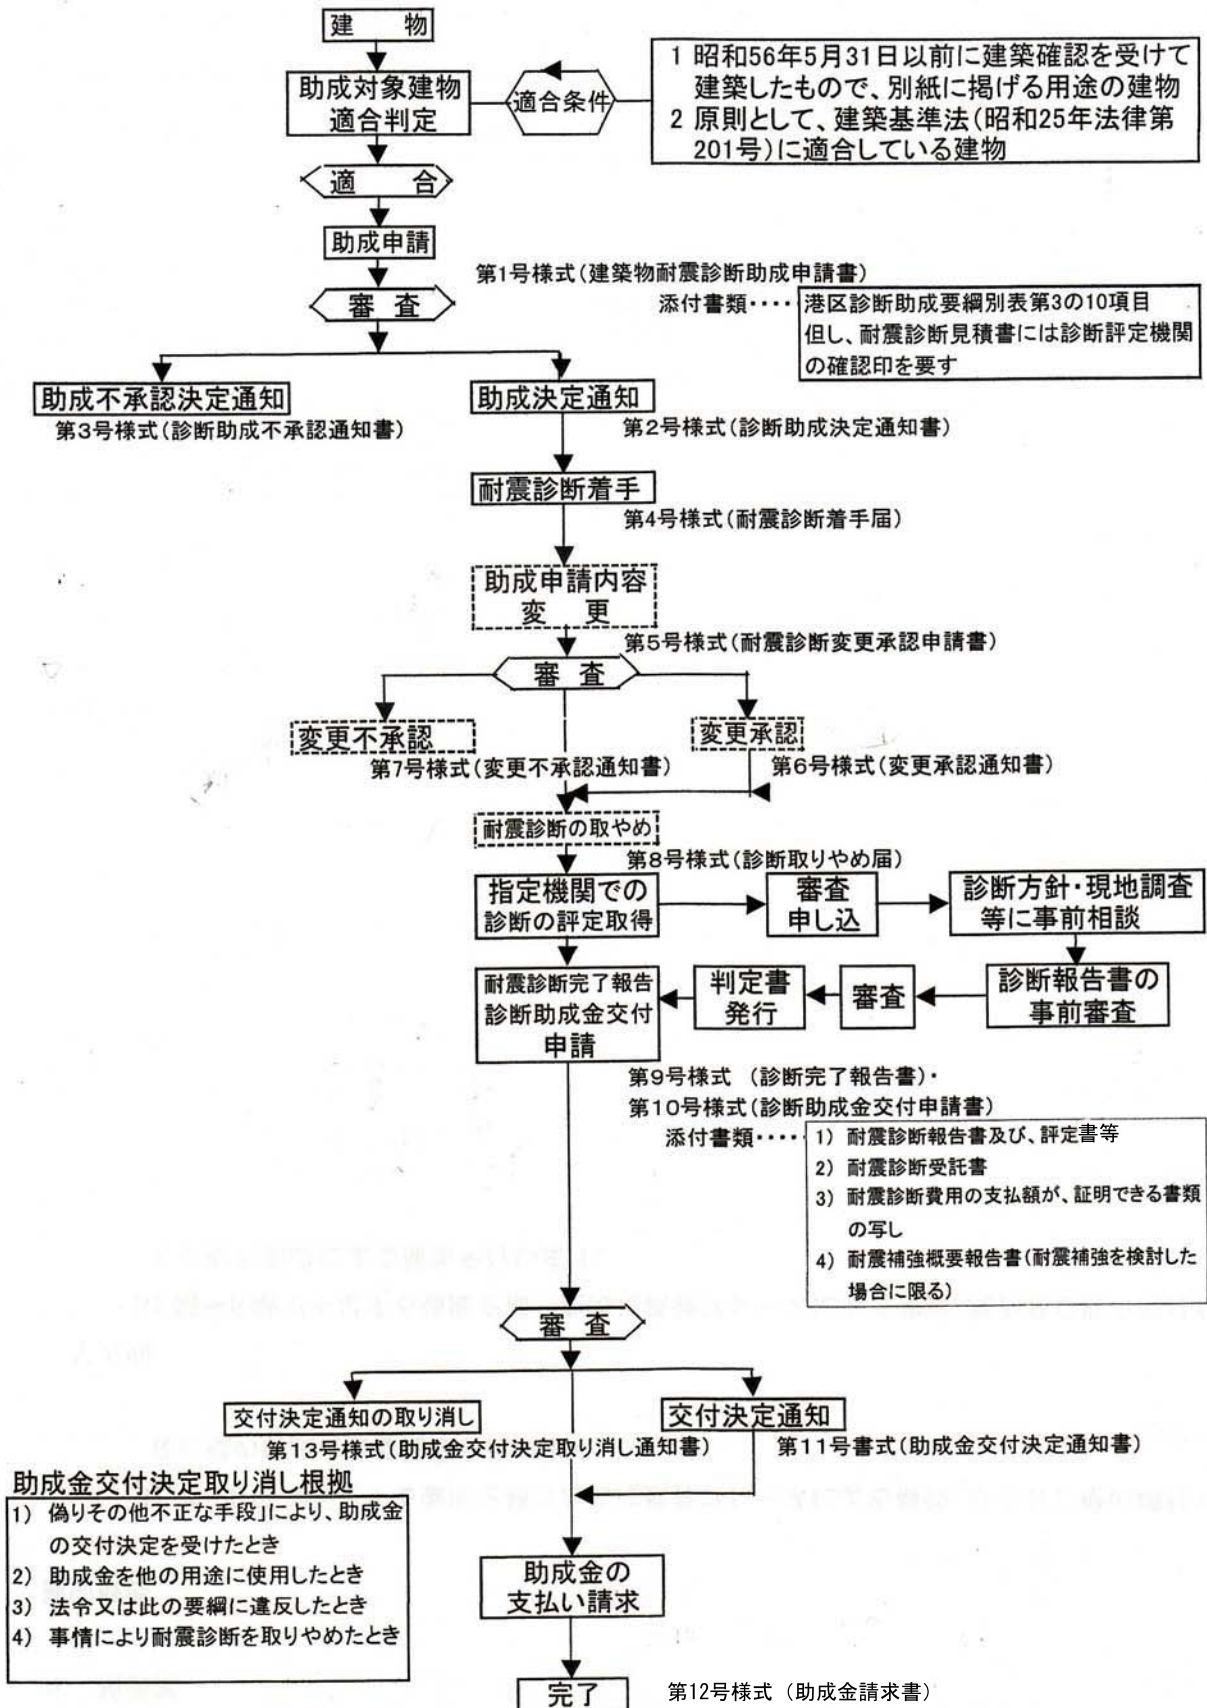 建　物
助成対象建物
適合判定
適合条件
1 昭和56年5月31日以前に建築確認を受けて
建築したもので、別紙に掲げる用途の建物
2 原則として、建築基準法(昭和25年法律第
201号)に適合している建物
適　合
助成申請
第1号様式(建築物耐震診断助成申請書)
審 査
添付書類‥‥
港区診断助成要綱別表第3の10項目
但し、耐震診断見積書には診断評定機関
の確認印を要す
助成不承認決定通知
第3号様式(診断助成不承認通知書)
助成決定通知
第2号様式(診断助成決定通知書)
耐震診断着手
第4号様式(耐震診断着手届)
助成申請内容
変　更
第5号様式(耐震診断変更承認申請書)
審 査
変更不承認
第7号様式(変更不承認通知書)
変更承認
第6号様式(変更承認通知書)
耐震診断の取やめ
第8号様式(診断取りやめ届)
指定機関での
診断の評定取得
審査
申し込
診断方針・現地調査
等に事前相談
診断報告書の
事前審査
審査
判定書
発行
耐震診断完了報告
診断助成金交付
申請
第9号様式 (診断完了報告書)・
第10号様式(診断助成金交付申請書)
添付書類‥‥
1) 耐震診断報告書及び、評定書等
2) 耐震診断受託書
3) 耐震診断費用の支払額が、証明できる書類
の写し
4) 耐震補強概要報告書(耐震補強を検討した
場合に限る)
審 査
交付決定通知の取り消し
第13号様式(助成金交付決定取り消し通知書)
交付決定通知
第11号書式(助成金交付決定通知書)
助成金交付決定取り消し根拠
1) 偽りその他不正な手段」により、助成金
の交付決定を受けたとき
2) 助成金を他の用途に使用したとき
3) 法令又は此の要綱に違反したとき
4) 事情により耐震診断を取りやめたとき
助成金の
支払い請求
完了
第12号様式 (助成金請求書)